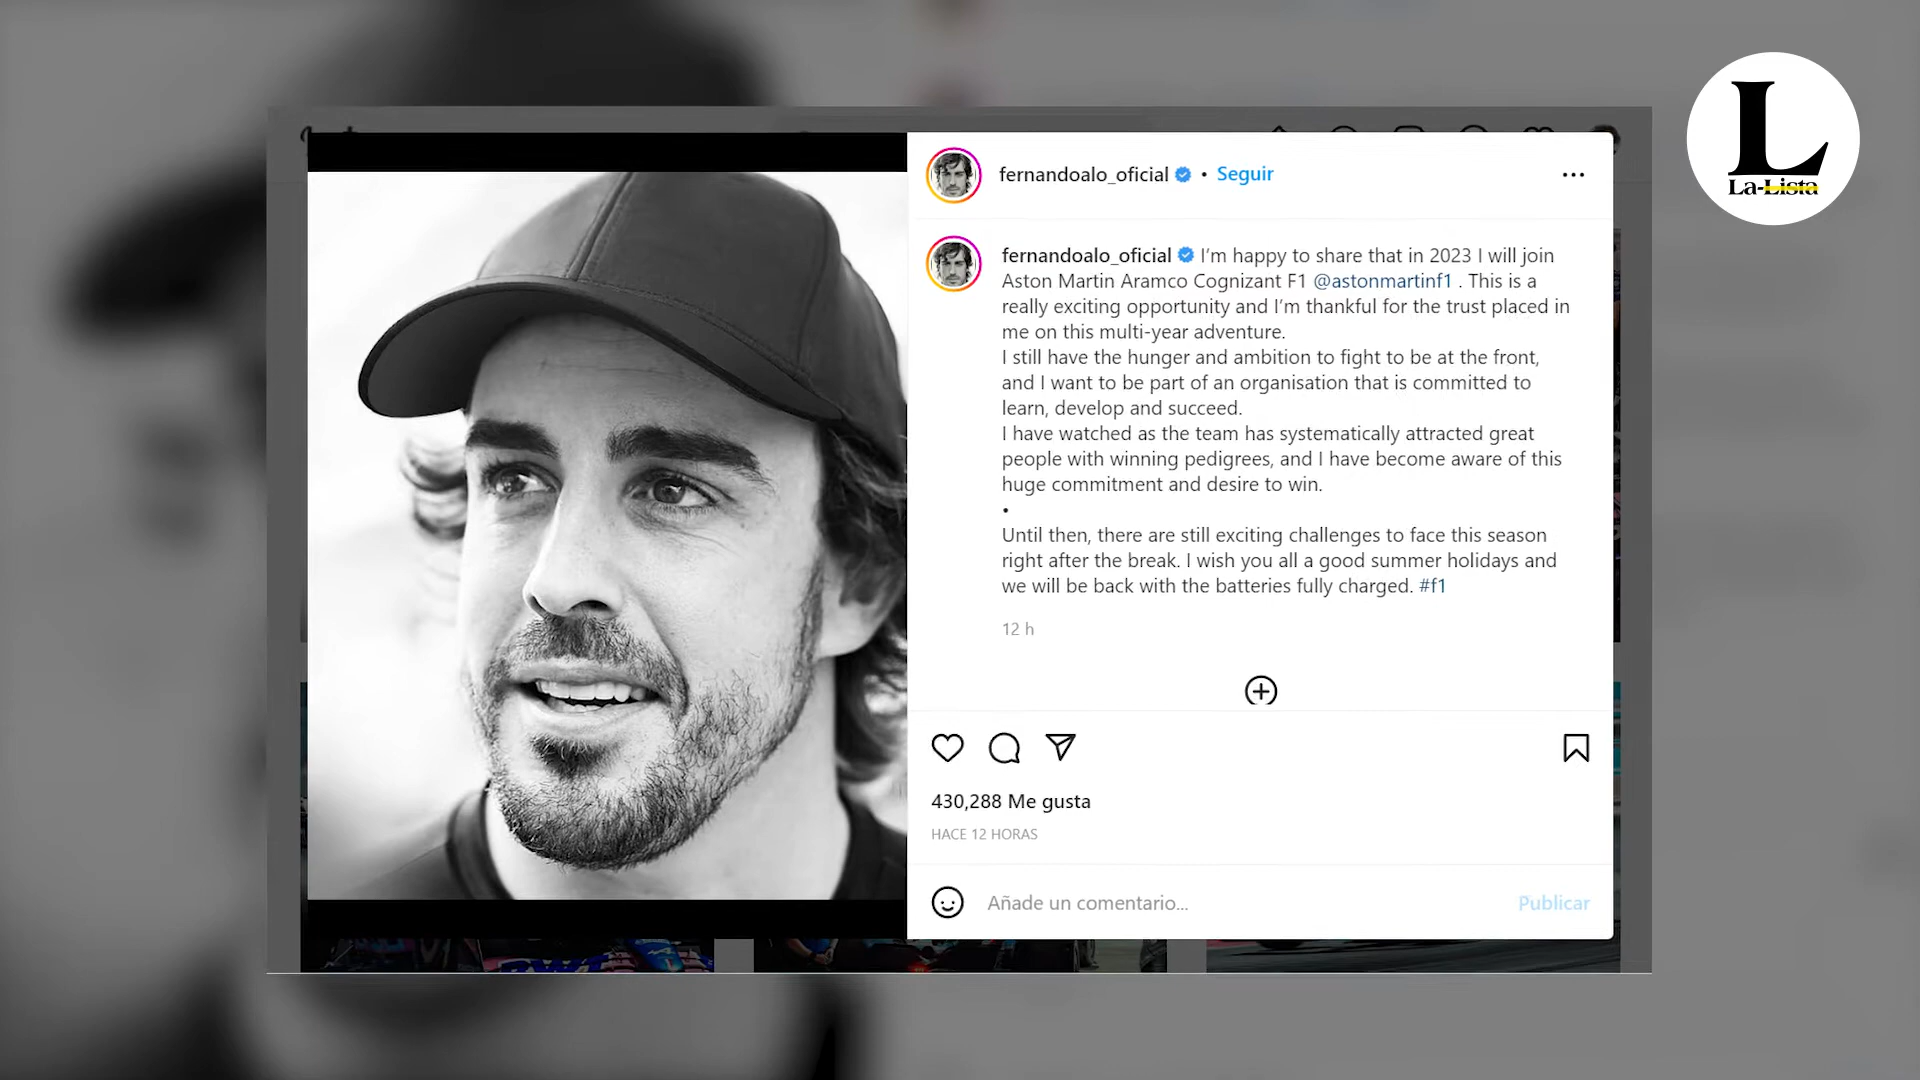 La-Lista
fernandoalo_oficial • Seguir
fernandoalo_oficial I'm happy to share that in 2023 I will join
Aston Martin Aramco Cognizant F1 @astonmartinf1 . This is a
really exciting opportunity and I'm thankful for the trust placed in
me on this multi-year adventure.
I still have the hunger and ambition to fight to be at the front,
and I want to be part of an organisation that is committed to
learn, develop and succeed.
I have watched as the team has systematically attracted great
people with winning pedigrees, and I have become aware of this
huge commitment and desire to win.
•
Until then, there are still exciting challenges to face this season
right after the break. I wish you all a good summer holidays and
we will be back with the batteries fully charged. #f1
12 h
430,288 Me gusta
HACE 12 HORAS
Añade un comentario...
Publicar